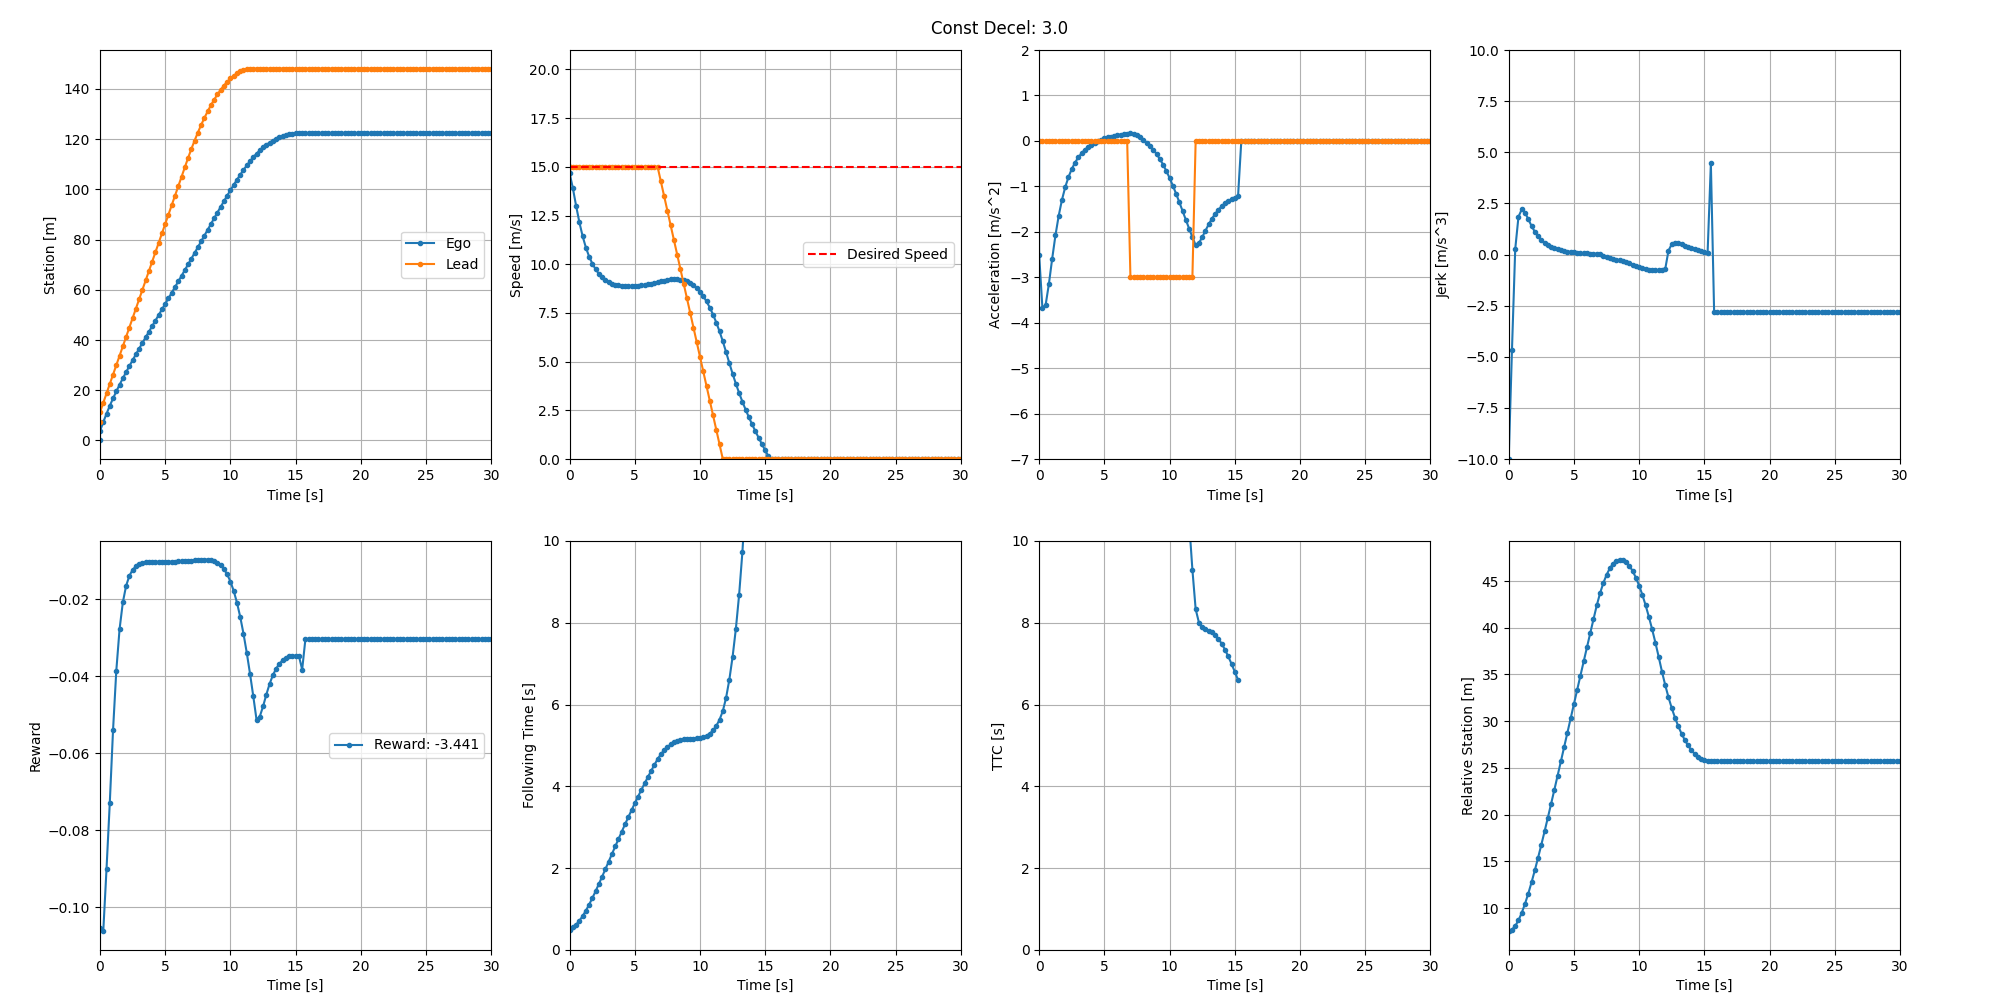 Const Decel: 3.0
Station [m]
140
120
100
80
60
40
20
0
Ego
Lead
0 5 10 15 20 25 30
Time [s]
Speed [m/s]
20.0
17.5
15.0
12.5
10.0
7.5
5.0
2.5
0.0
Desired Speed
0 5 10 15 20 25 30
Time [s]
Acceleration [m/s^2]
2
1
0
−1
−2
−3
−4
−5
−6
−7
0 5 10 15 20 25 30
Time [s]
Jerk [m/s^3]
10.0
7.5
5.0
2.5
0.0
−2.5
−5.0
−7.5
−10.0
0 5 10 15 20 25 30
Time [s]
Reward
−0.02
−0.04
−0.06
−0.08
−0.10
Reward: -3.441
0 5 10 15 20 25 30
Time [s]
Following Time [s]
10
8
6
4
2
0
0 5 10 15 20 25 30
Time [s]
TTC [s]
10
8
6
4
2
0
0 5 10 15 20 25 30
Time [s]
Relative Station [m]
45
40
35
30
25
20
15
10
0 5 10 15 20 25 30
Time [s]